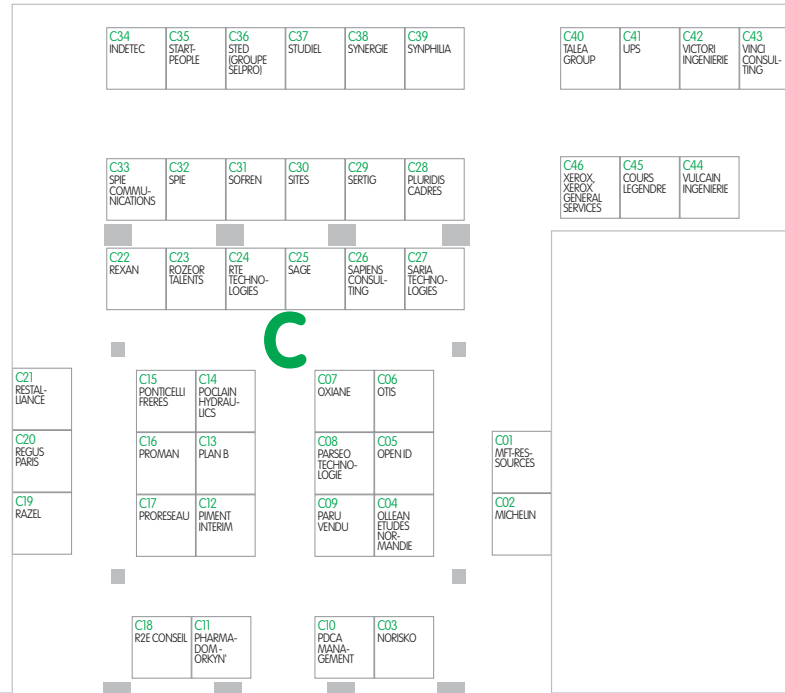 C34
INDETEC
C35
START-
PEOPLE
C36
STED
(GROUPE
SELPRO)
C37
STUDIEL
C38
SYNERGIE
C39
SYNPHILIA
C40
TALEA
GROUP
C41
UPS
C42
VICTORI
INGENIERIE
C43
VINCI
CONSUL-
TING
C33
SPIE
COMMU-
NICATIONS
C32
SPIE
C31
SOFREN
C30
SITES
C29
SERTIG
C28
PLURIDIS
CADRES
C46
XEROX,
XEROX
GENERAL
SERVICES
C45
COURS
LEGENDRE
C44
VULCAIN
INGENIERIE
C22
REXAN
C23
ROZEOR
TALENTS
C24
RTE
TECHNO-
LOGIES
C25
SAGE
C26
SAPIENS
CONSUL-
TING
C27
SARIA
TECHNO-
LOGIES
C
C21
RESTAL-
LIANCE
C15
PONTICELLI
FRERES
C14
POCLAIN
HYDRAU-
LICS
C07
OXIANE
C06
OTIS
C20
REGUS
PARIS
C16
PROMAN
C13
PLAN B
C08
PARSEO
TECHNO-
LOGIE
C05
OPEN ID
C01
MFT-RES-
SOURCES
C19
RAZEL
C17
PRORESEAU
C12
PIMENT
INTERIM
C09
PARU
VENDU
C04
OLLEAN
ETUDES
NOR-
MANDIE
C02
MICHELIN
C18
R2E CONSEIL
C11
PHARMA-
DOM -
ORKYN'
C10
PDCA
MANA-
GEMENT
C03
NORISKO